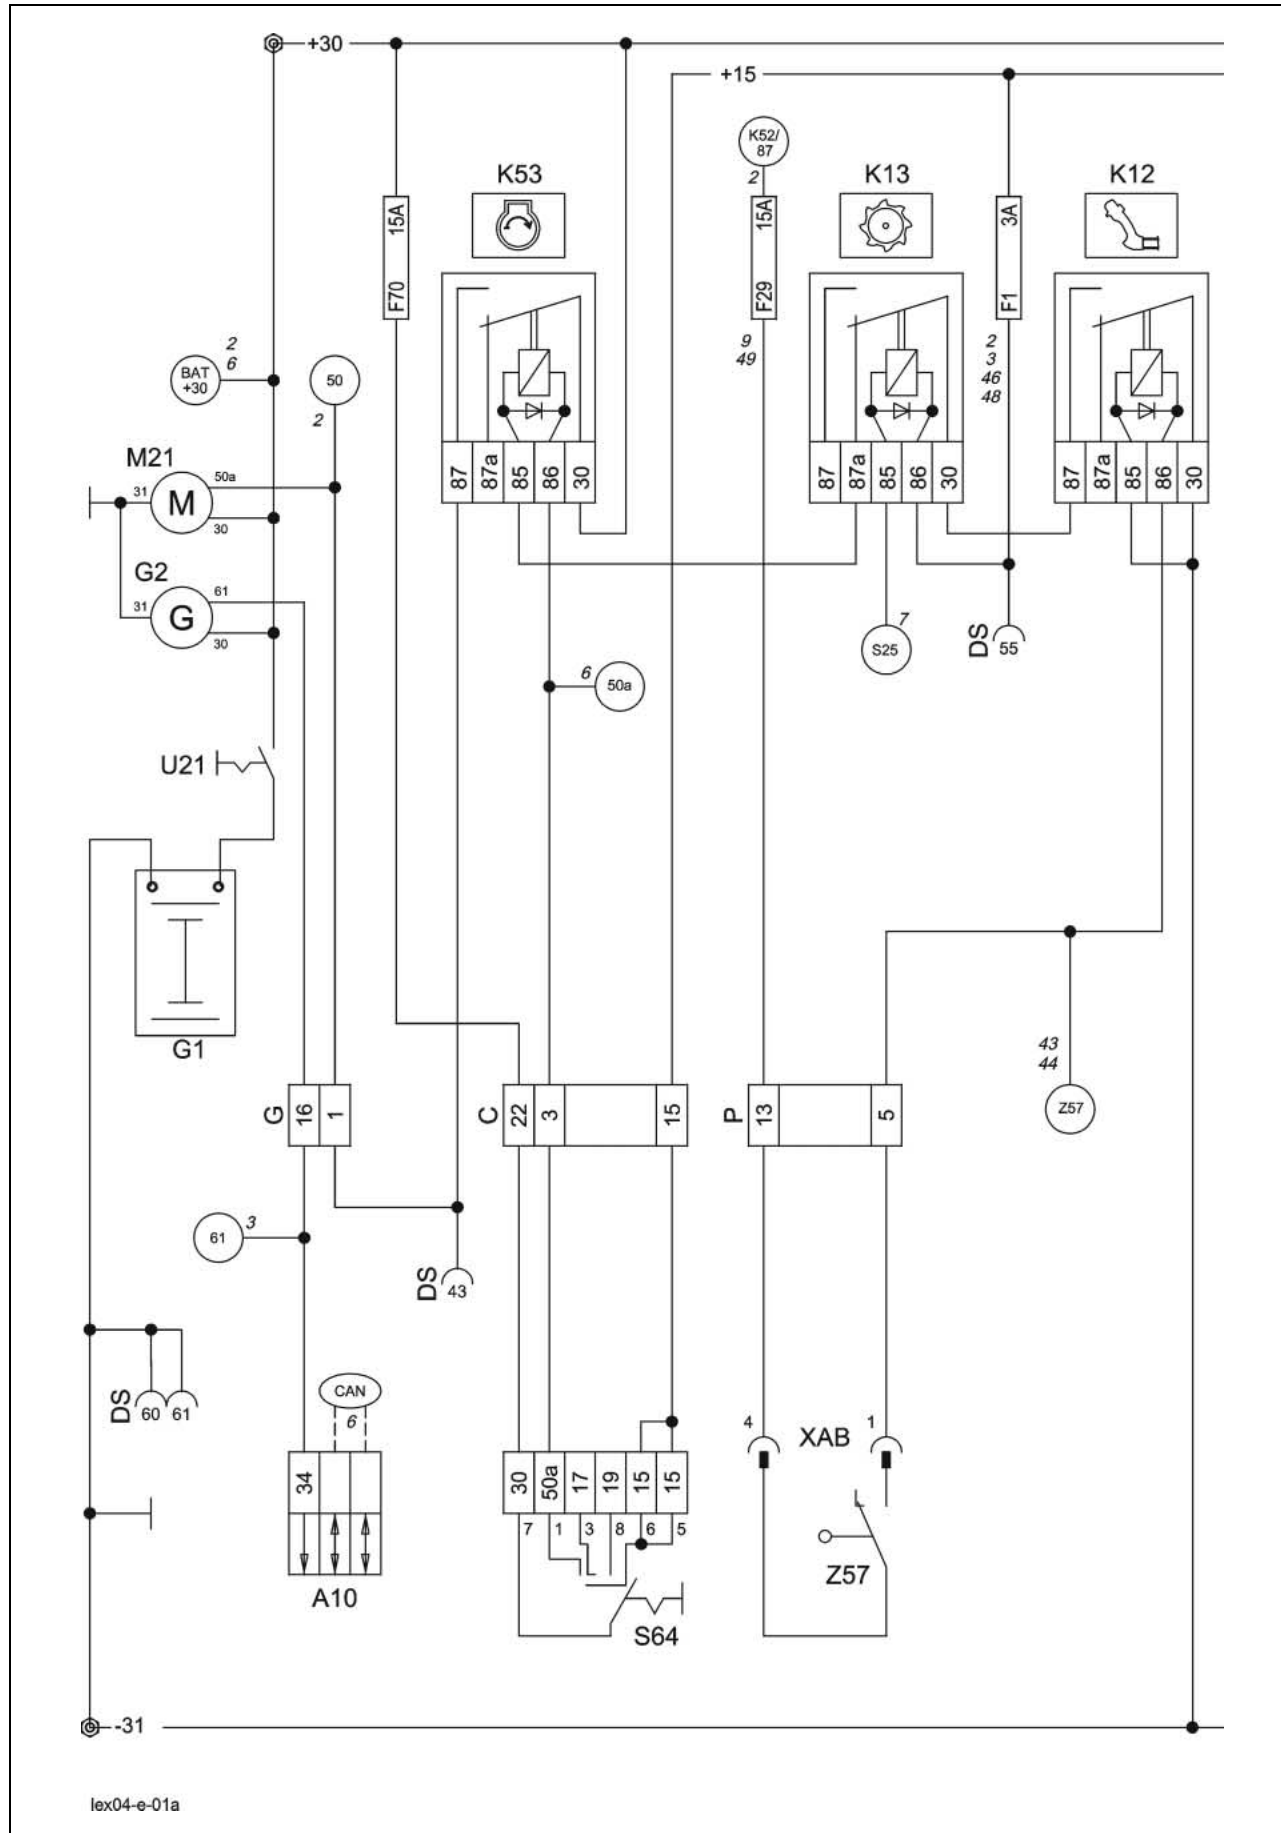 +30
+15
K52/
87
2
K53
K13
K12
15A
F70
15A
F29
3A
F1
2
6
BAT
+30
50
2
9
49
2
3
46
48
87
87a
85
86
30
87
87a
85
86
30
87
87a
85
86
30
M21
50a
31
M
30
G2
61
31
G
30
7
S25
DS
55
6
50a
U21
G1
43
44
Z57
G
16
1
C
22
3
15
P
13
5
61
3
DS
43
DS
60
61
CAN
6
34
A10
30
50a
17
19
15
15
7
1
3
8
6
5
S64
4
XAB
1
Z57
-31
lex04-e-01a